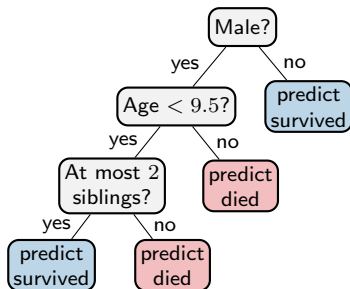 Male?
yes
no
Age < 9.5?
predict
survived
yes
no
At most 2
siblings?
predict
died
yes
no
predict
survived
predict
died